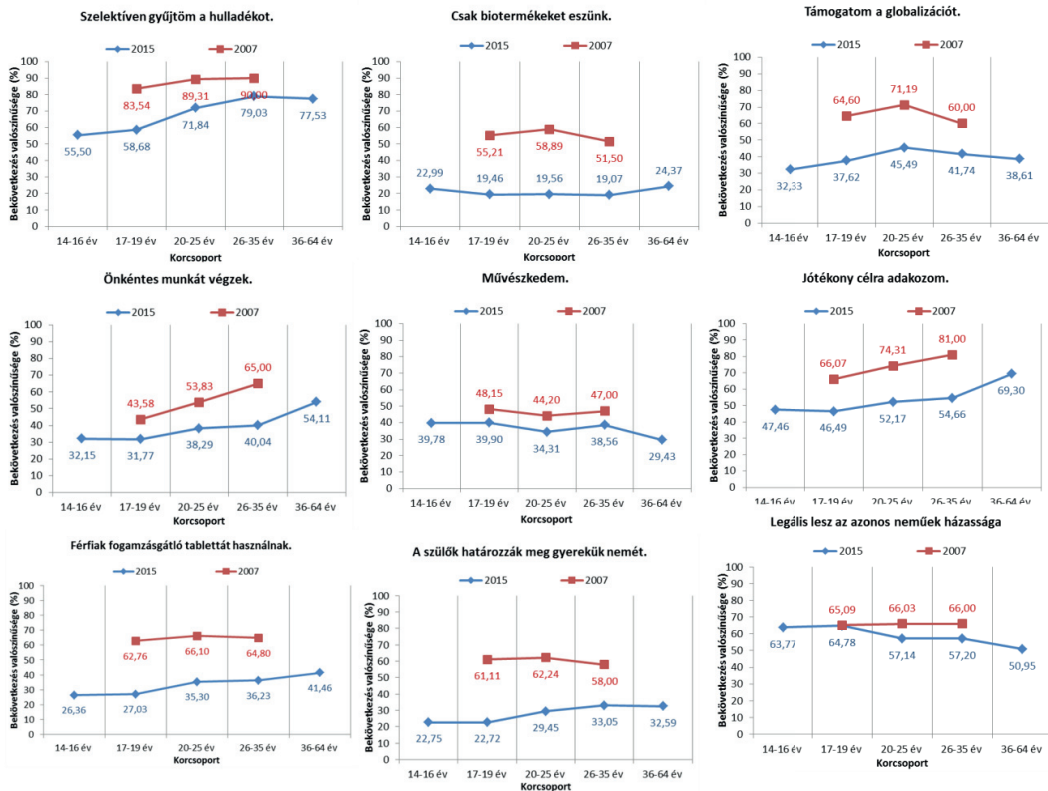 Szelektíven gyűjtöm a hulladékot.
2015 2007
Bekövetkezés valószínűsége (%)
100
90
80
70
60
50
40
30
20
10
0
83,54 89,31 90,00
55,50 58,68 71,84 79,03 77,53
14-16 év 17-19 év 20-25 év 26-35 év 36-64 év
Korcsoport
Csak biotermékeket eszünk.
2015 2007
Bekövetkezés valószínűsége (%)
100
90
80
70
60
50
40
30
20
10
0
55,21 58,89 51,50
22,99 19,46 19,56 19,07 24,37
14-16 év 17-19 év 20-25 év 26-35 év 36-64 év
Korcsoport
Támogatom a globalizációt.
2015 2007
Bekövetkezés valószínűsége (%)
100
90
80
70
60
50
40
30
20
10
0
64,60 71,19 60,00
32,33 37,62 45,49 41,74 38,61
14-16 év 17-19 év 20-25 év 26-35 év 36-64 év
Korcsoport
Önkéntes munkát végzek.
2015 2007
Bekövetkezés valószínűsége (%)
100
90
80
70
60
50
40
30
20
10
0
43,58 53,83 65,00
32,15 31,77 38,29 40,04 54,11
14-16 év 17-19 év 20-25 év 26-35 év 36-64 év
Korcsoport
Művészkedem.
2015 2007
Bekövetkezés valószínűsége (%)
100
90
80
70
60
50
40
30
20
10
0
48,15 44,20 47,00
39,78 39,90 34,31 38,56 29,43
14-16 év 17-19 év 20-25 év 26-35 év 36-64 év
Korcsoport
Jótékony célra adakozom.
2015 2007
Bekövetkezés valószínűsége (%)
100
90
80
70
60
50
40
30
20
10
0
66,07 74,31 81,00
47,46 46,49 52,17 54,66 69,30
14-16 év 17-19 év 20-25 év 26-35 év 36-64 év
Korcsoport
Férfiak fogamzásgátló tablettát használnak.
2015 2007
Bekövetkezés valószínűsége (%)
100
90
80
70
60
50
40
30
20
10
0
62,76 66,10 64,80
26,36 27,03 35,30 36,23 41,46
14-16 év 17-19 év 20-25 év 26-35 év 36-64 év
Korcsoport
A szülők határozzák meg gyerekük nemét.
2015 2007
Bekövetkezés valószínűsége (%)
100
90
80
70
60
50
40
30
20
10
0
61,11 62,24 58,00
22,75 22,72 29,45 33,05 32,59
14-16 év 17-19 év 20-25 év 26-35 év 36-64 év
Korcsoport
Legális lesz az azonos neműek házassága
2015 2007
Bekövetkezés valószínűsége (%)
100
90
80
70
60
50
40
30
20
10
0
65,09 66,03 66,00
63,77 64,78 57,14 57,20 50,95
14-16 év 17-19 év 20-25 év 26-35 év 36-64 év
Korcsoport